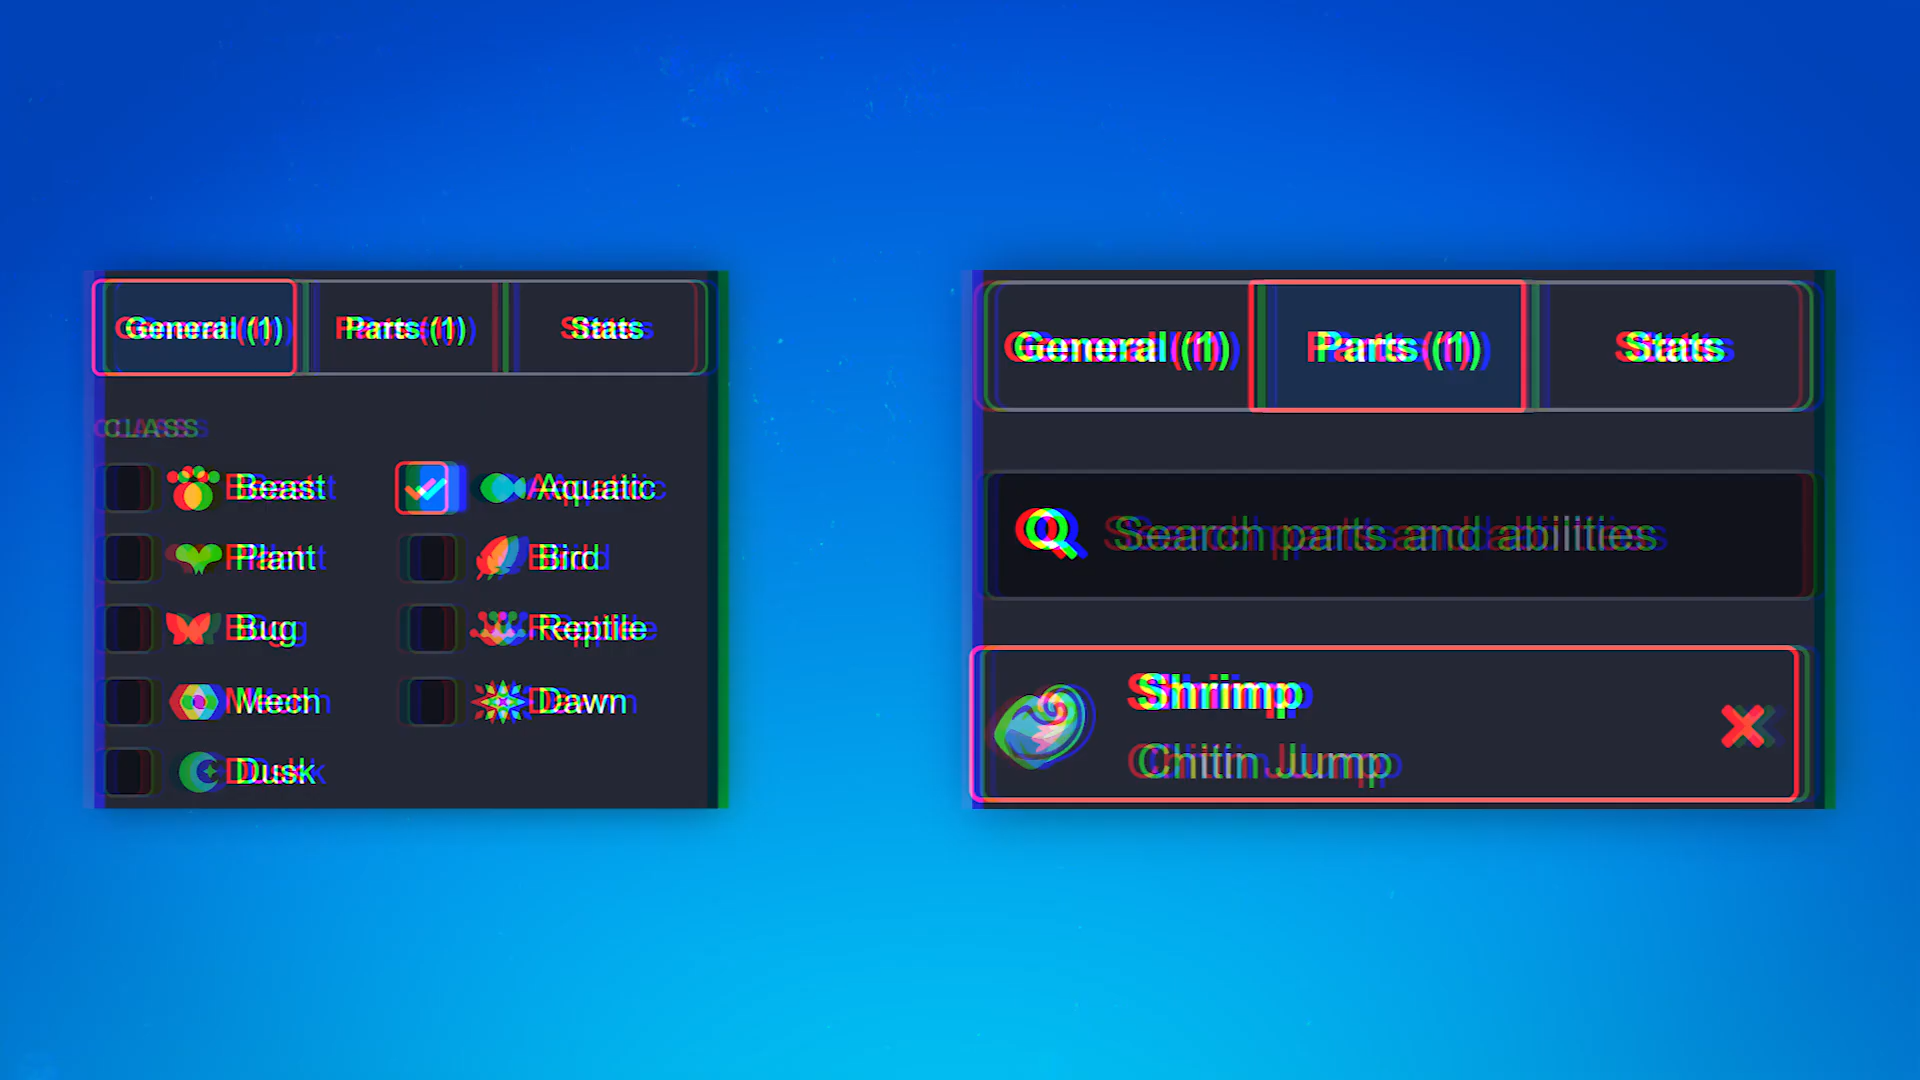 General (1) Parts (1) Stats
CLASS
Beast Aquatic
Plant Bird
Bug Reptile
Mech Dawn
Dusk
General (1) Parts (1) Stats
Search parts and abilities
Shrimp
Chitin Jump